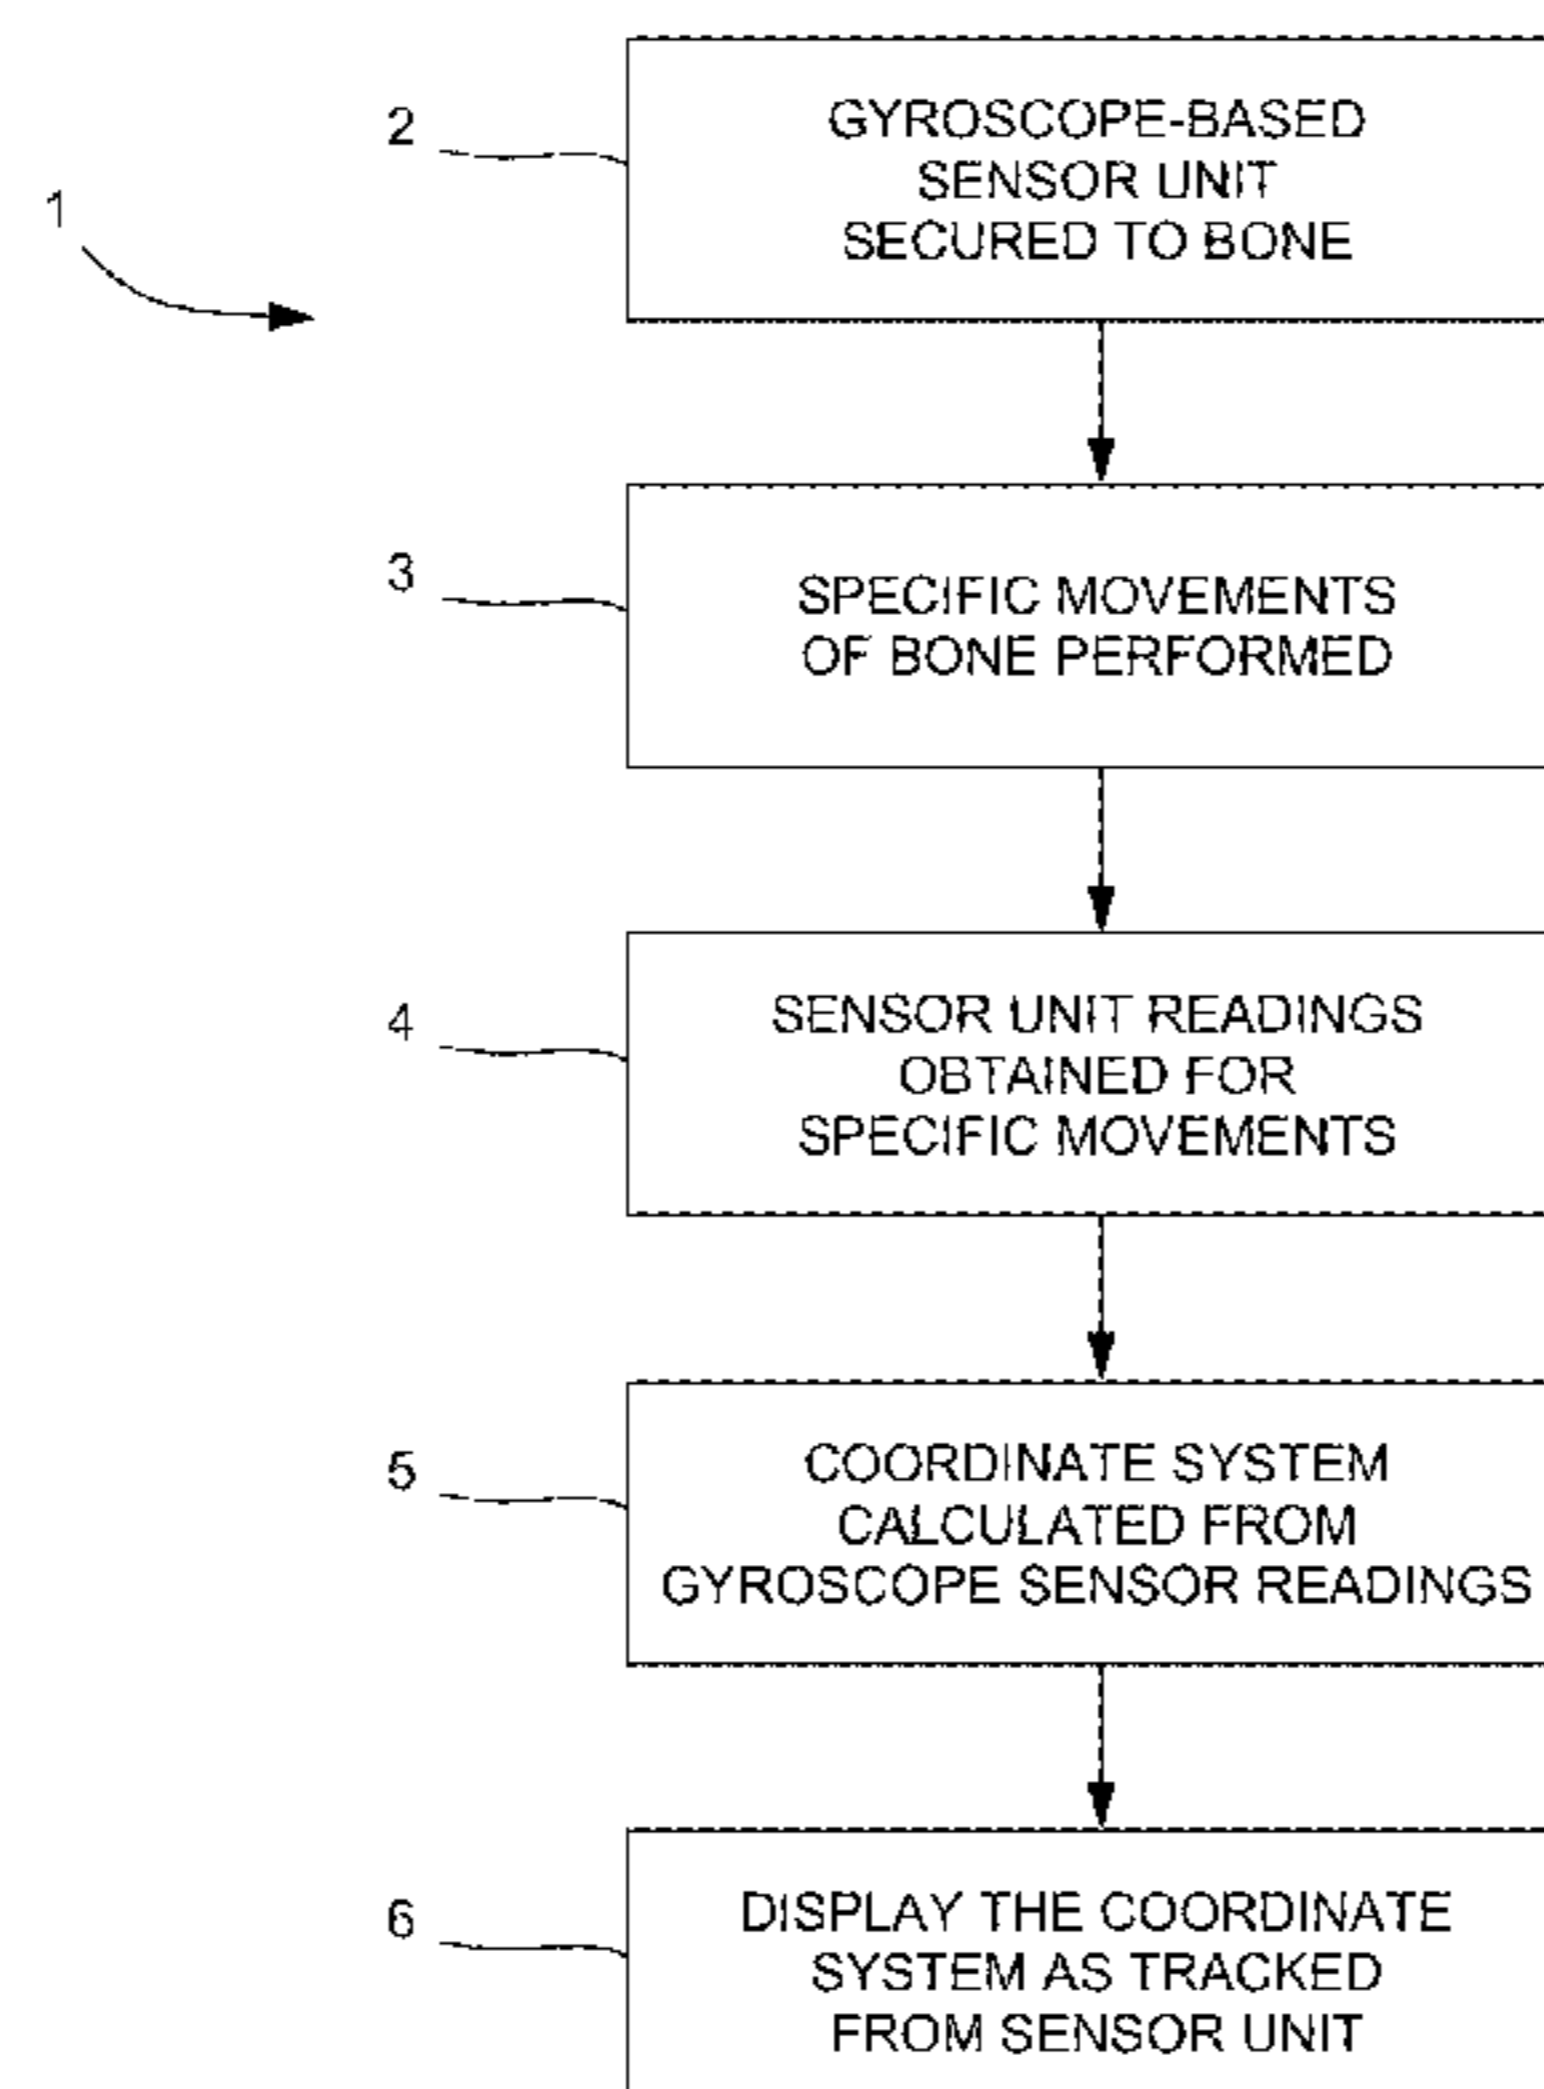 1
2
GYROSCOPE-BASED
SENSOR UNIT
SECURED TO BONE
3
SPECIFIC MOVEMENTS
OF BONE PERFORMED
4
SENSOR UNIT READINGS
OBTAINED FOR
SPECIFIC MOVEMENTS
5
COORDINATE SYSTEM
CALCULATED FROM
GYROSCOPE SENSOR READINGS
6
DISPLAY THE COORDINATE
SYSTEM AS TRACKED
FROM SENSOR UNIT